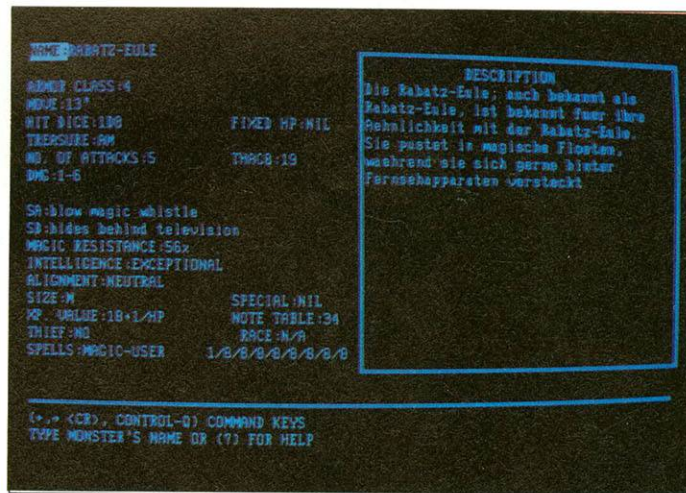 NAME:RABATZ-EULE
ARMOR CLASS:4
MOVE:13"
HIT DICE:100 FIXED HP:NIL
TREASURE:AM
NO. OF ATTACKS:5 THAC0:19
DMG:1-6
SA:blow magic whistle
SD:hides behind television
MAGIC RESISTANCE:56%
INTELLIGENCE:EXCEPTIONAL
ALIGNMENT:NEUTRAL
SIZE:M SPECIAL:NIL
XP. VALUE:18+1/HP NOTE TABLE:34
THIEF:NO RACE:N/A
SPELLS:MAGIC-USER 1/0/0/0/0/0/0/0/0
DESCRIPTION
Die Rabatz-Eule, auch bekannt als
Rabatz-Eule, ist bekannt fuer ihre
Aehnlichkeit mit der Rabatz-Eule.
Sie pustet in magische Floeten,
waehrend sie sich gerne hinter
Fernsehapparaten versteckt
<CR>, CONTROL-Q) COMMAND KEYS
TYPE MONSTER'S NAME OR (?) FOR HELP